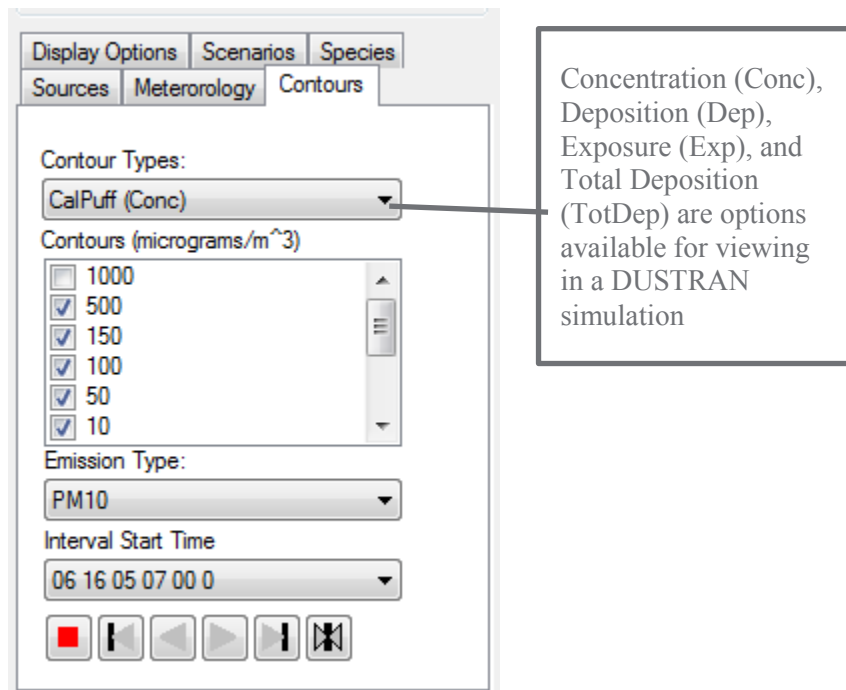 Display Options Scenarios Species
Sources Meterorology Contours
Contour Types:
CalPuff (Conc)
Contours (micrograms/m^3)
1000
500
150
100
50
10
Emission Type:
PM10
Interval Start Time
06 16 05 07 00 0
Concentration (Conc),
Deposition (Dep),
Exposure (Exp), and
Total Deposition
(TotDep) are options
available for viewing
in a DUSTRAN
simulation